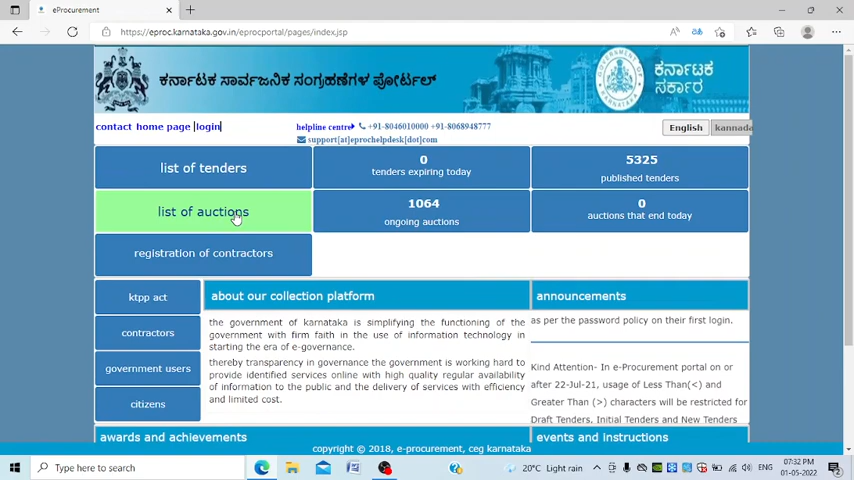 eProcurement
https://eproc.karnataka.gov.in/eprocportal/pages/index.jsp
ಕರ್ನಾಟಕ ಸಾರ್ವಜನಿಕ ಸಂಗ್ರಹಣೆಗಳ ಪೋರ್ಟಲ್
ಕರ್ನಾಟಕ
ಸರ್ಕಾರ
contact home page |login|
helpline centre +91-8046010000 +91-8068948777
support[at]eprochelpdesk[dot]com
English kannada
list of tenders
0
tenders expiring today
5325
published tenders
list of auctions
1064
ongoing auctions
0
auctions that end today
registration of contractors
ktpp act
contractors
government users
citizens
about our collection platform
the government of karnataka is simplifying the functioning of the
government with firm faith in the use of information technology in
starting the era of e-governance.
thereby transparency in governance the government is working hard to
provide identified services online with high quality regular availability
of information to the public and the delivery of services with efficiency
and limited cost.
announcements
as per the password policy on their first login.
Kind Attention- In e-Procurement portal on or
after 22-Jul-21, usage of Less Than(<) and
Greater Than (>) characters will be restricted for
Draft Tenders, Initial Tenders and New Tenders
awards and achievements
events and instructions
copyright © 2018, e-procurement, ceg karnataka
Type here to search
20°C Light rain
ENG
07:32 PM
01-05-2022
2